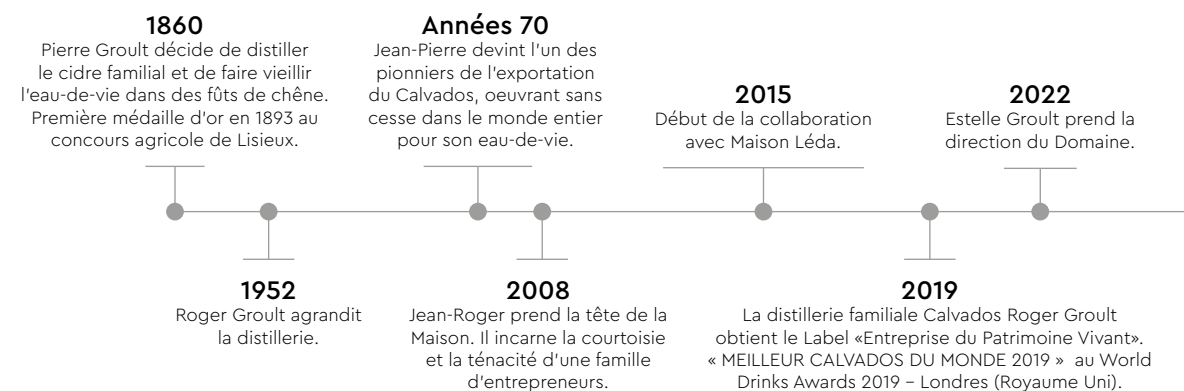 1860
Pierre Groult décide de distiller
le cidre familial et de faire vieillir
l'eau-de-vie dans des fûts de chêne.
Première médaille d'or en 1893 au
concours agricole de Lisieux.
Années 70
Jean-Pierre devint l'un des
pionniers de l'exportation
du Calvados, oeuvrant sans
cesse dans le monde entier
pour son eau-de-vie.
2015
Début de la collaboration
avec Maison Léda.
2022
Estelle Groult prend la
direction du Domaine.
1952
Roger Groult agrandit
la distillerie.
2008
Jean-Roger prend la tête de la
Maison. Il incarne la courtoisie
et la ténacité d'une famille
d'entrepreneurs.
2019
La distillerie familiale Calvados Roger Groult
obtient le Label «Entreprise du Patrimoine Vivant».
« MEILLEUR CALVADOS DU MONDE 2019 » au World
Drinks Awards 2019 – Londres (Royaume Uni).